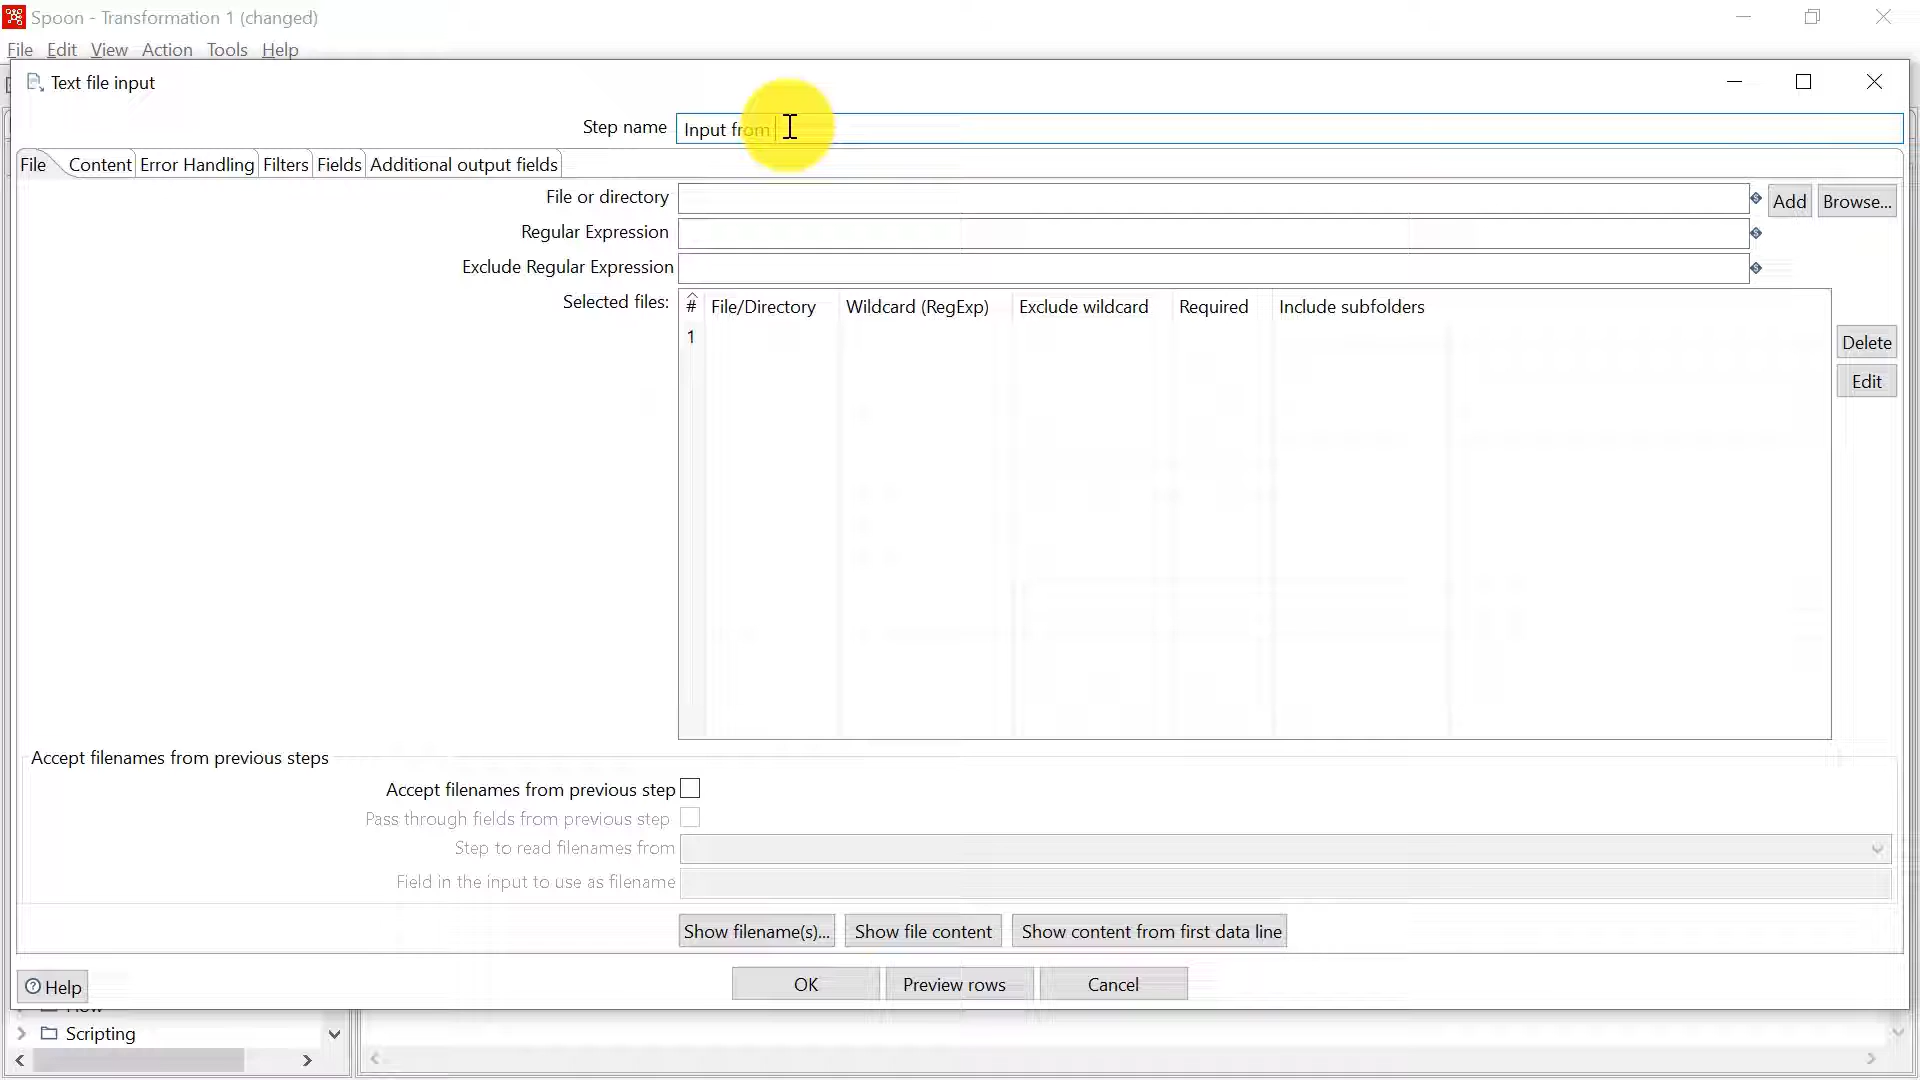 Spoon - Transformation 1 (changed)
File Edit View Action Tools Help
Text file input
Step name Input from
File Content Error Handling Filters Fields Additional output fields
File or directory Add Browse...
Regular Expression
Exclude Regular Expression
Selected files: # File/Directory Wildcard (RegExp) Exclude wildcard Required Include subfolders
1
Delete
Edit
Accept filenames from previous steps
Accept filenames from previous step
Pass through fields from previous step
Step to read filenames from
Field in the input to use as filename
Show filename(s)... Show file content Show content from first data line
Help OK Preview rows Cancel
Scripting